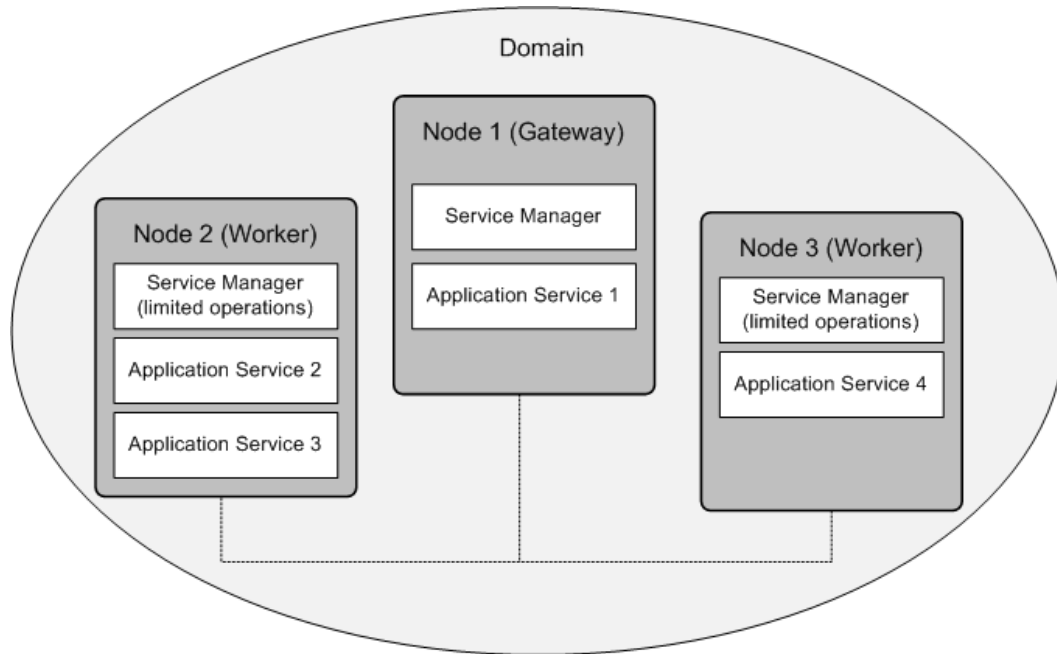 Domain
Node 1 (Gateway)
Service Manager
Application Service 1
Node 2 (Worker)
Service Manager
(limited operations)
Application Service 2
Application Service 3
Node 3 (Worker)
Service Manager
(limited operations)
Application Service 4